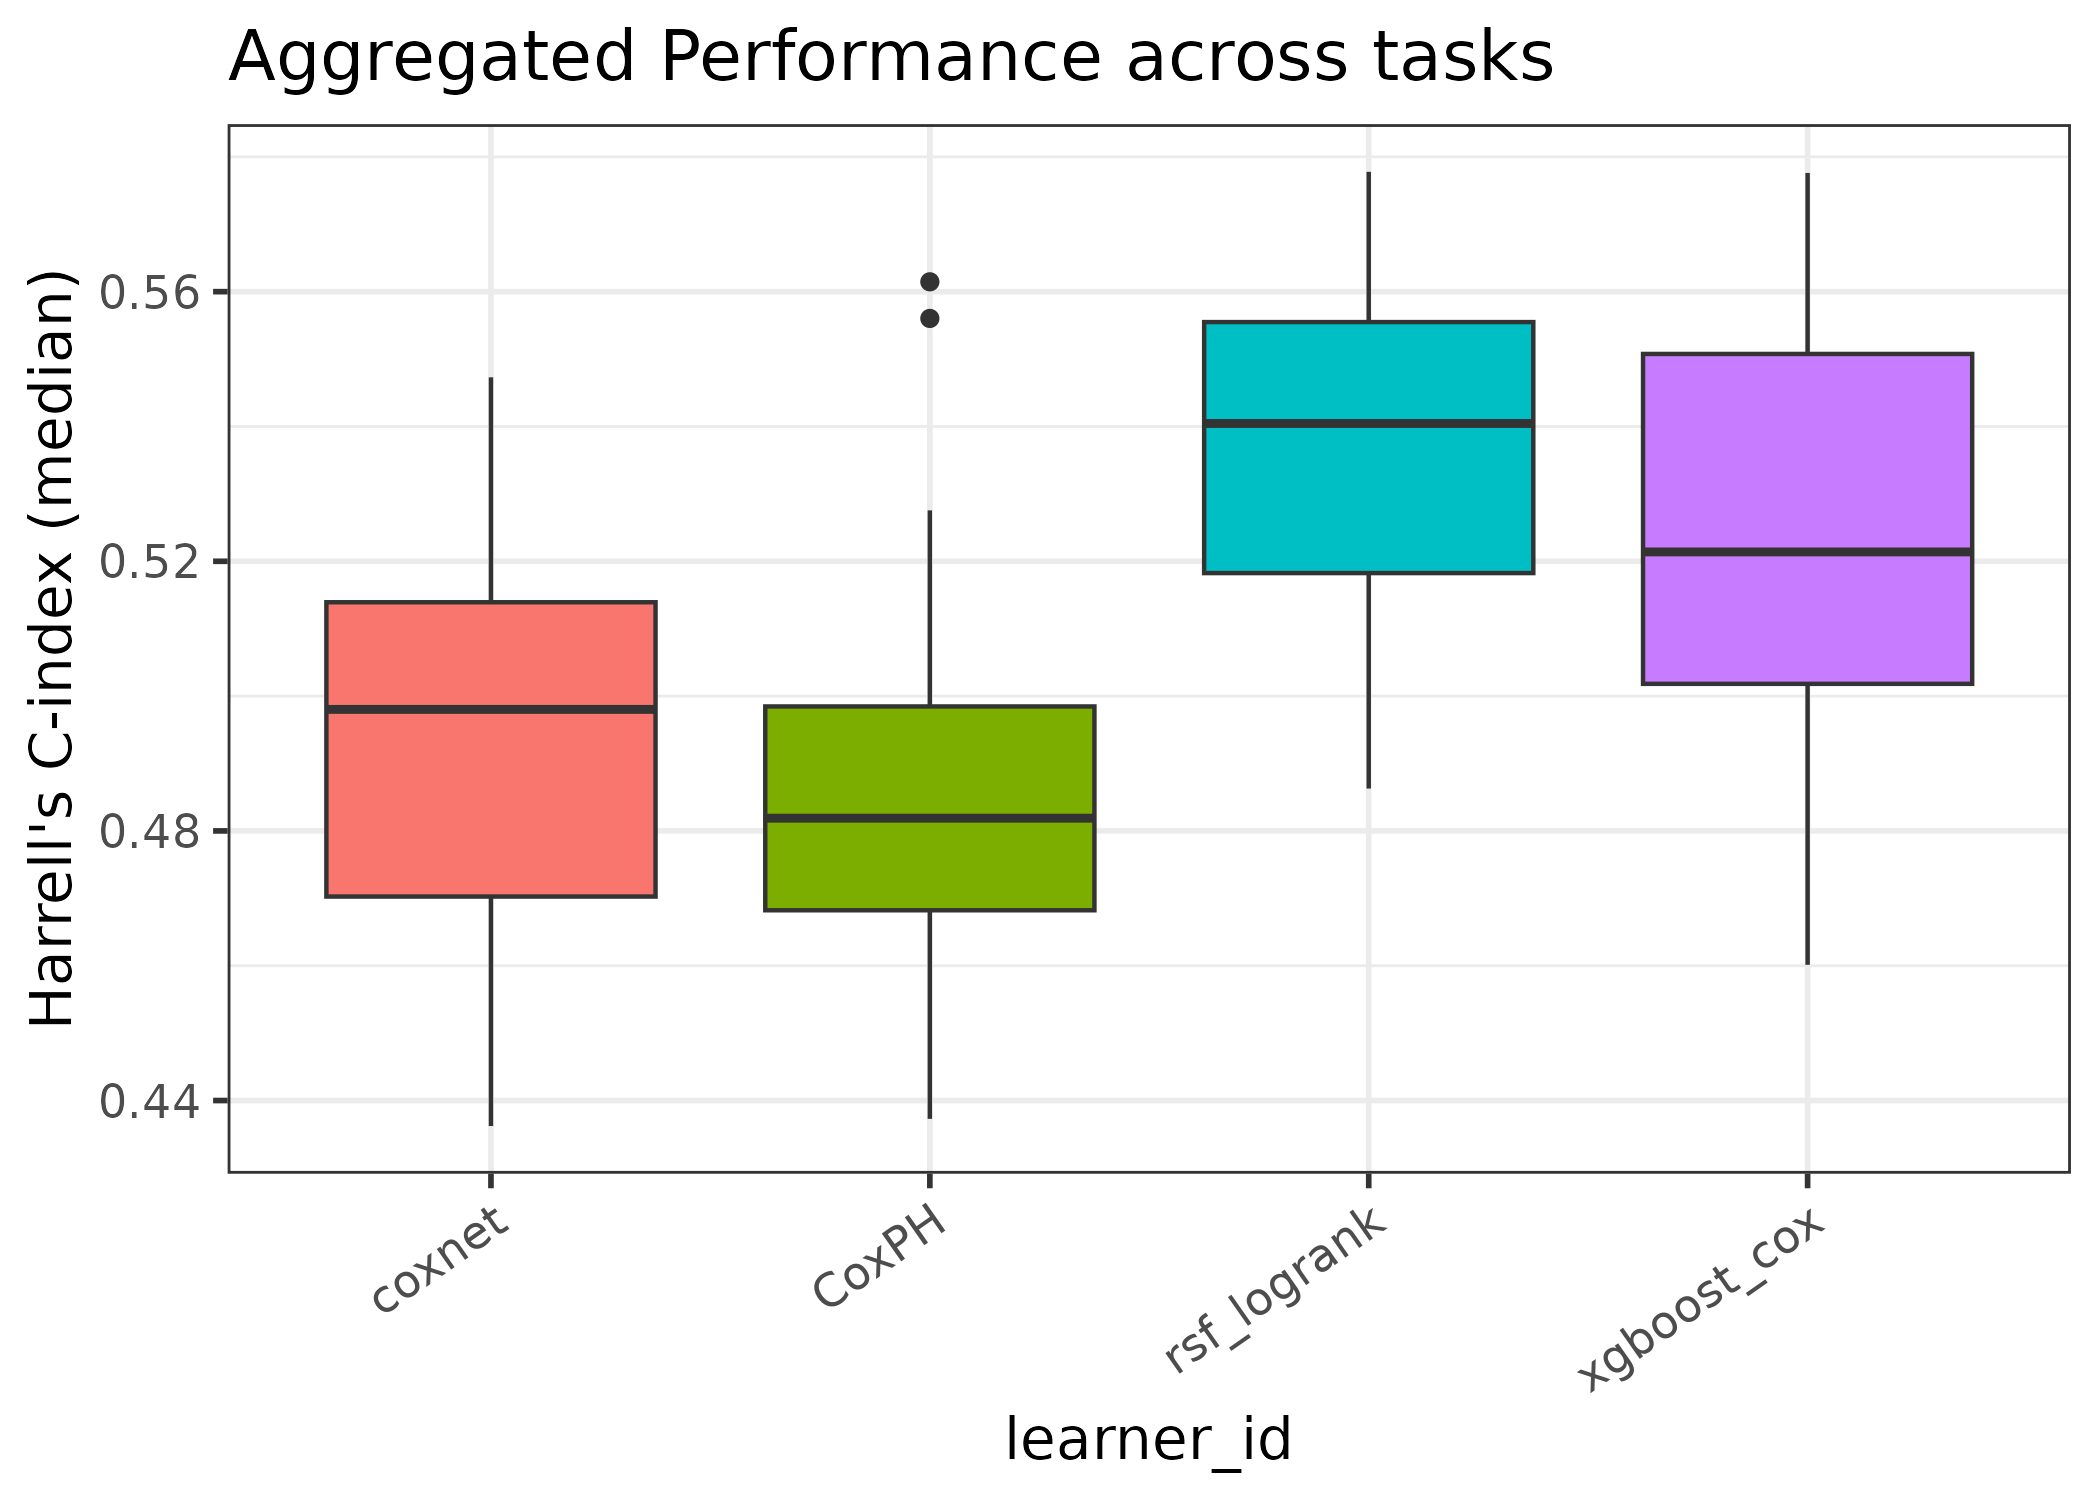 Aggregated Performance across tasks
Harrell's C-index (median)
0.56
0.52
0.48
0.44
coxnet
CoxPH
rsf_logrank
xgboost_cox
learner_id